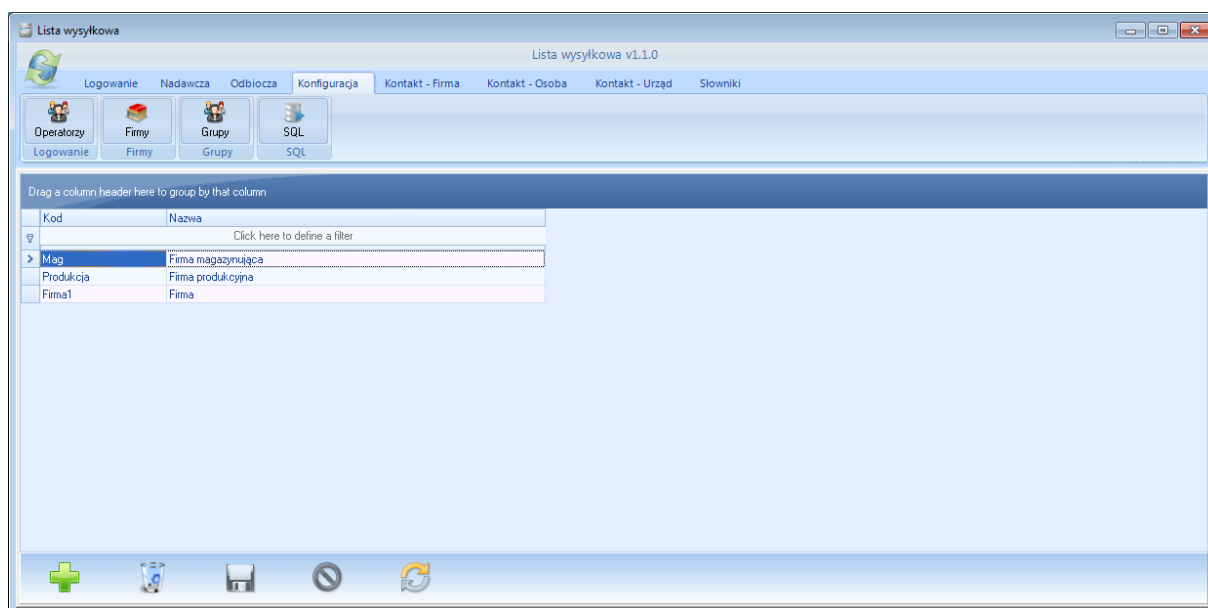 Lista wysyłkowa
Lista wysyłkowa v1.1.0
Logowanie Nadawcza Odbiocza Konfiguracja Kontakt - Firma Kontakt - Osoba Kontakt - Urząd Słowniki
Operatorzy Firmy Grupy SQL
Logowanie Firmy Grupy SQL
Drag a column header here to group by that column
Kod Nazwa
Click here to define a filter
Mag Firma magazynująca
Produkcja Firma produkcyjna
Firma1 Firma